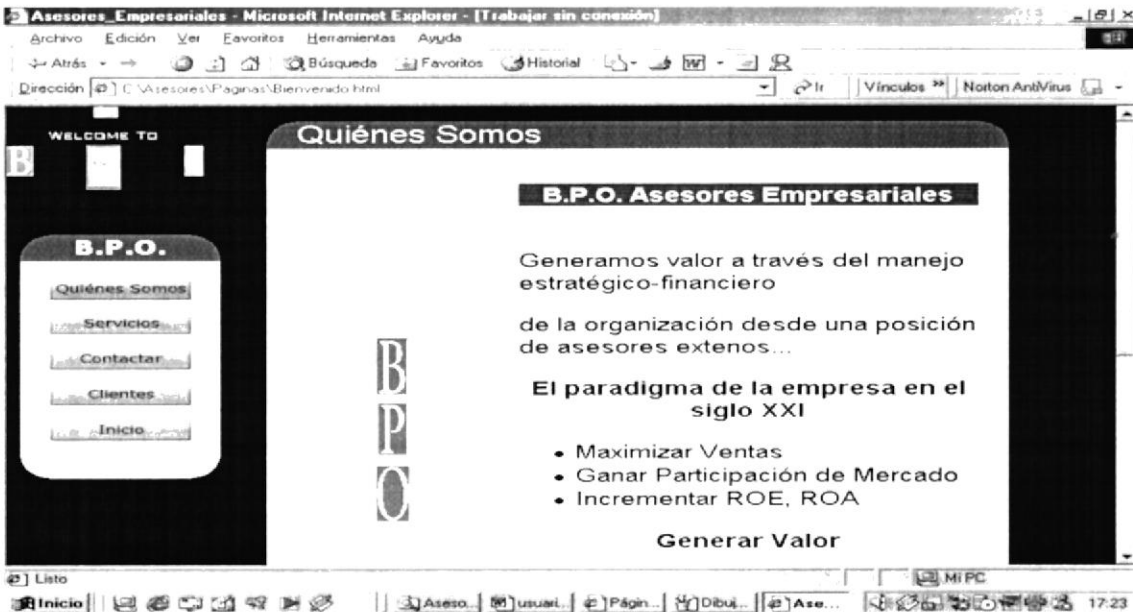 Asesores_Empresariales - Microsoft Internet Explorer - [Trabajar sin conexión]
Archivo Edición Ver Favoritos Herramientas Ayuda
Atrás Búsqueda Favoritos Historial
Dirección C:\Asesores\Paginas\Bienvenido.html Ir Vínculos » Norton AntiVirus
WELCOME TO
B
B.P.O.
Quiénes Somos
Servicios
Contactar
Clientes
Inicio
Quiénes Somos
B.P.O. Asesores Empresariales
Generamos valor a través del manejo
estratégico-financiero
de la organización desde una posición
de asesores extenos...
B
P
O
El paradigma de la empresa en el
siglo XXI
• Maximizar Ventas
• Ganar Participación de Mercado
• Incrementar ROE, ROA
Generar Valor
Listo Mi PC
Inicio Aseso... usuari... Págin... Dibuj... Ase... 17:23